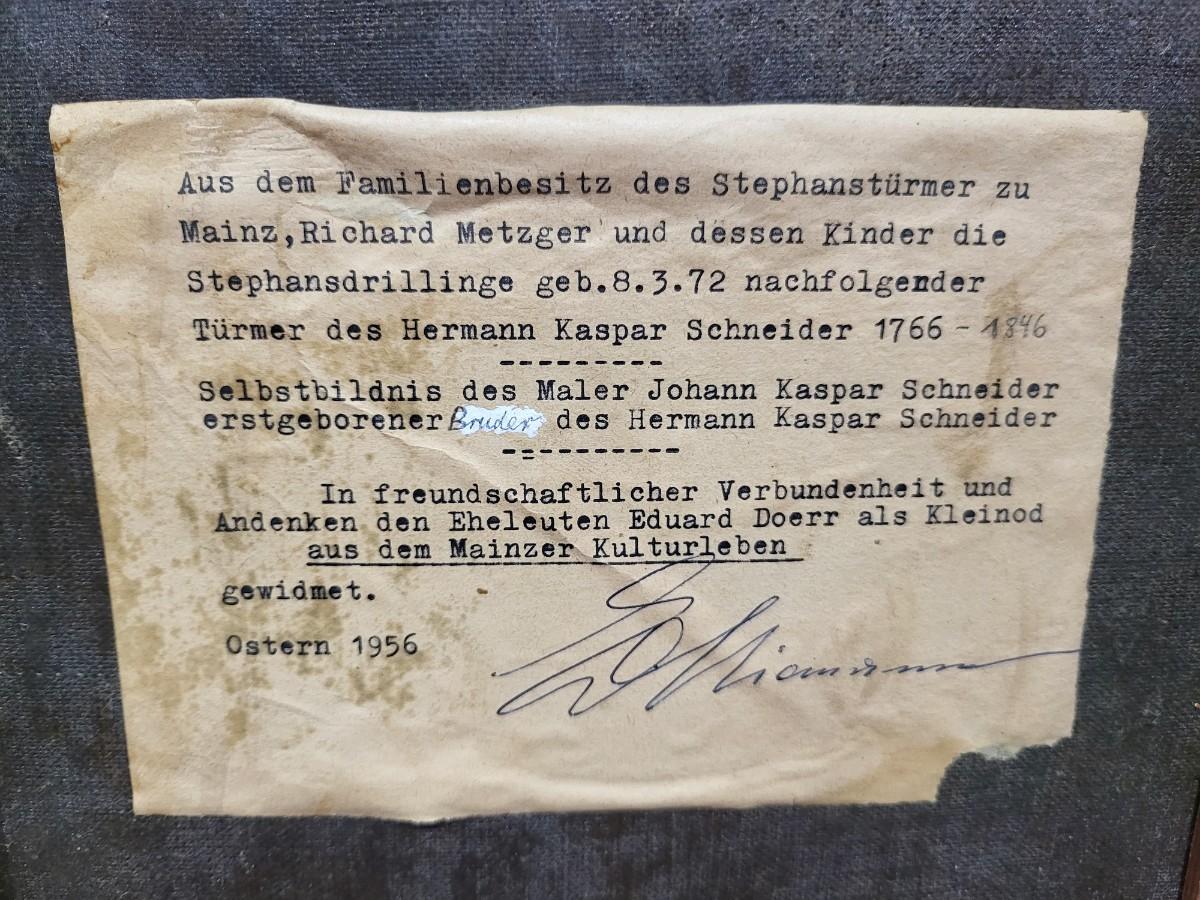 Aus dem Familienbesitz des Stephanstürmer zu
Mainz,Richard Metzger und dessen Kinder die
Stephansdrillinge geb.8.3.72 nachfolgender
Türmer des Hermann Kaspar Schneider 1766 - 1846
---------
Selbstbildnis des Maler Johann Kaspar Schneider
erstgeborener Bruder des Hermann Kaspar Schneider
-=--------
In freundschaftlicher Verbundenheit und
Andenken den Eheleuten Eduard Doerr als Kleinod
aus dem Mainzer Kulturleben
gewidmet.
Ostern 1956